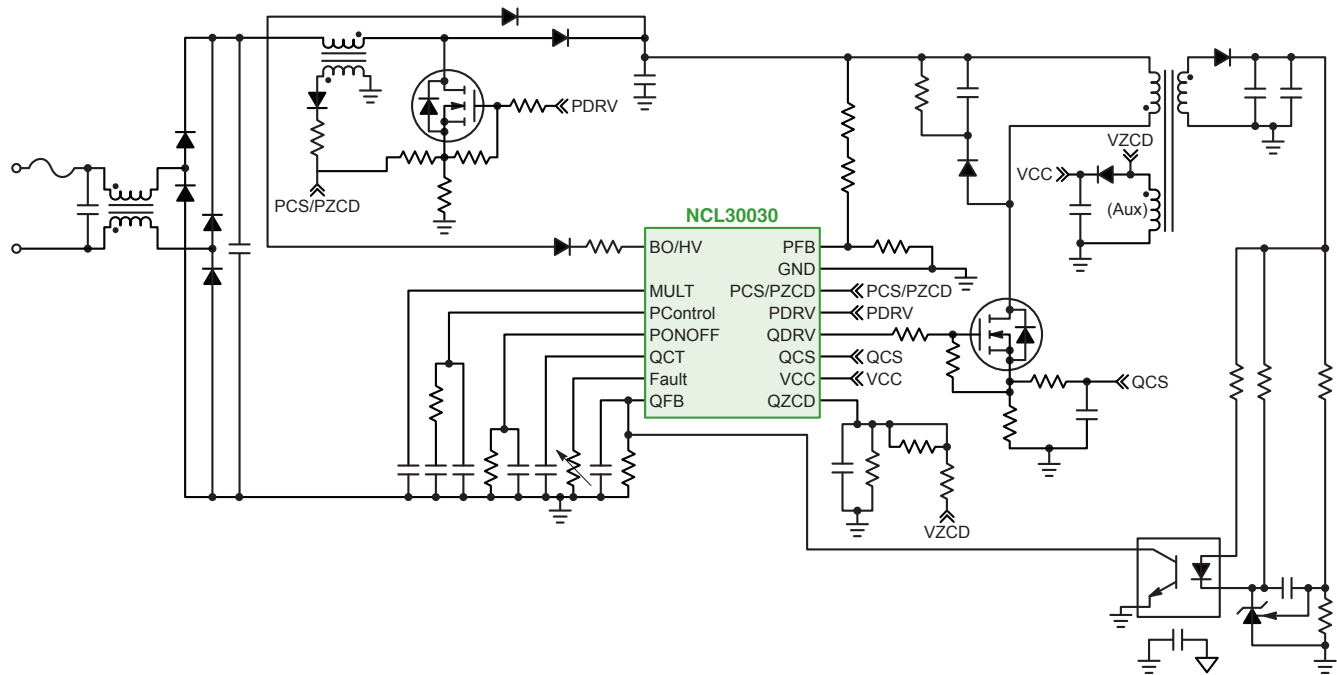 PDRV
PCS/PZCD
VZCD
VCC
(Aux)
NCL30030
BO/HV
PFB
GND
MULT
PCS/PZCD
PCS/PZCD
PControl
PDRV
PDRV
PONOFF
QDRV
QCT
QCS
QCS
Fault
VCC
VCC
QCS
QFB
QZCD
VZCD